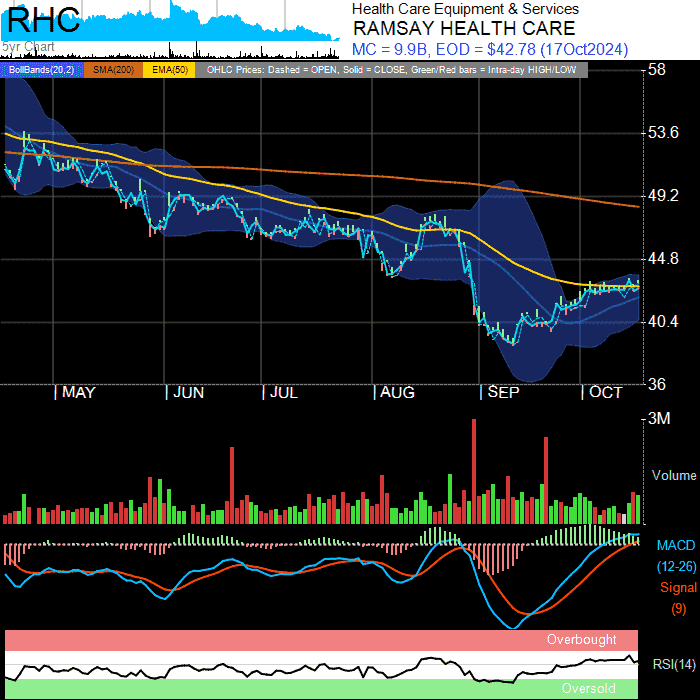 RHC
5yr Chart
Health Care Equipment & Services
RAMSAY HEALTH CARE
MC = 9.9B, EOD = $42.78 (17Oct2024)
BollBands(20,2) SMA(200) EMA(50) OHLC Prices: Dashed = OPEN, Solid = CLOSE, Green/Red bars = Intra-day HIGH/LOW
58
53.6
49.2
44.8
40.4
36
| MAY | JUN | JUL | AUG | SEP | OCT
3M
Volume
MACD
(12-26)
Signal
(9)
Overbought
RSI(14)
Oversold